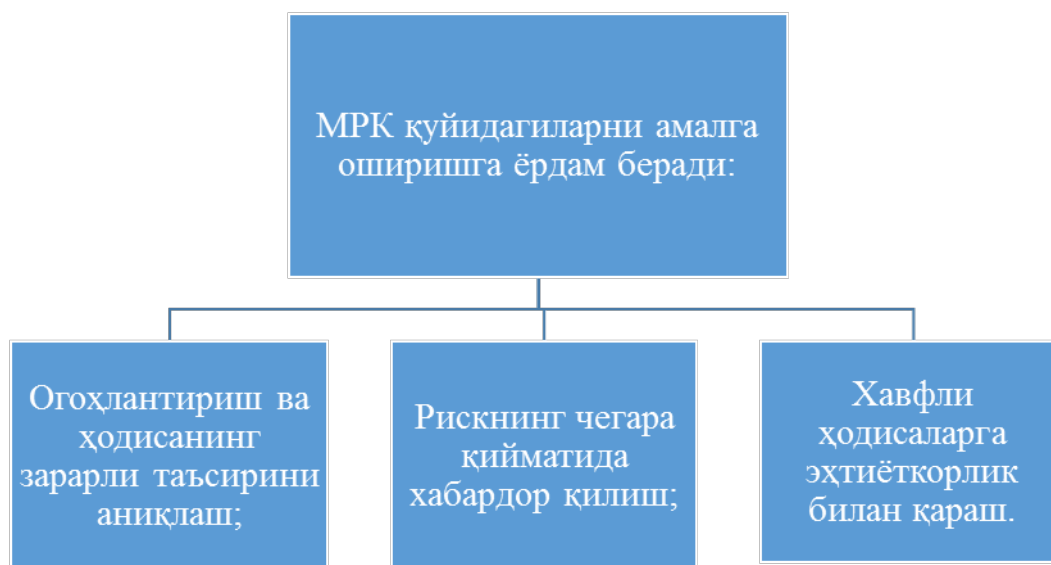 МРК қуйидагиларни амалга
оширишга ёрдам беради:
Огоҳлантириш ва
ҳодисанинг
зарарли таъсирини
аниқлаш;
Рискнинг чегара
қийматида
хабардор қилиш;
Хавфли
ҳодисаларга
эҳтиёткорлик
билан қараш.